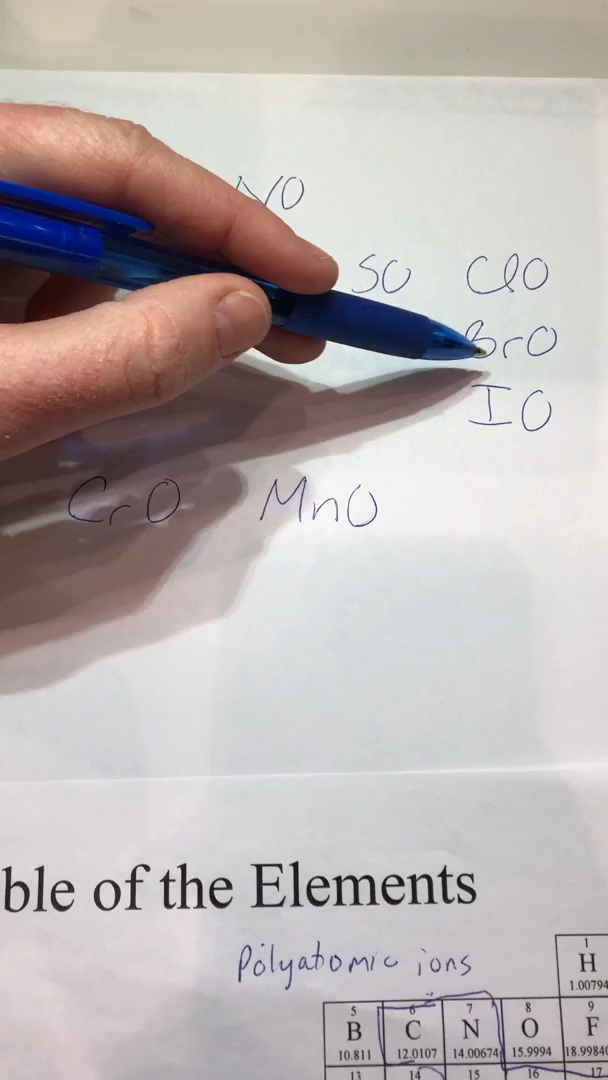 NO
SO ClO
BrO
IO
CrO MnO
ble of the Elements
Polyatomic ions
1
H
1.00794
5 6 7 8 9
B C N O F
10.811 12.0107 14.00674 15.9994 18.99840
13 14 15 16 17